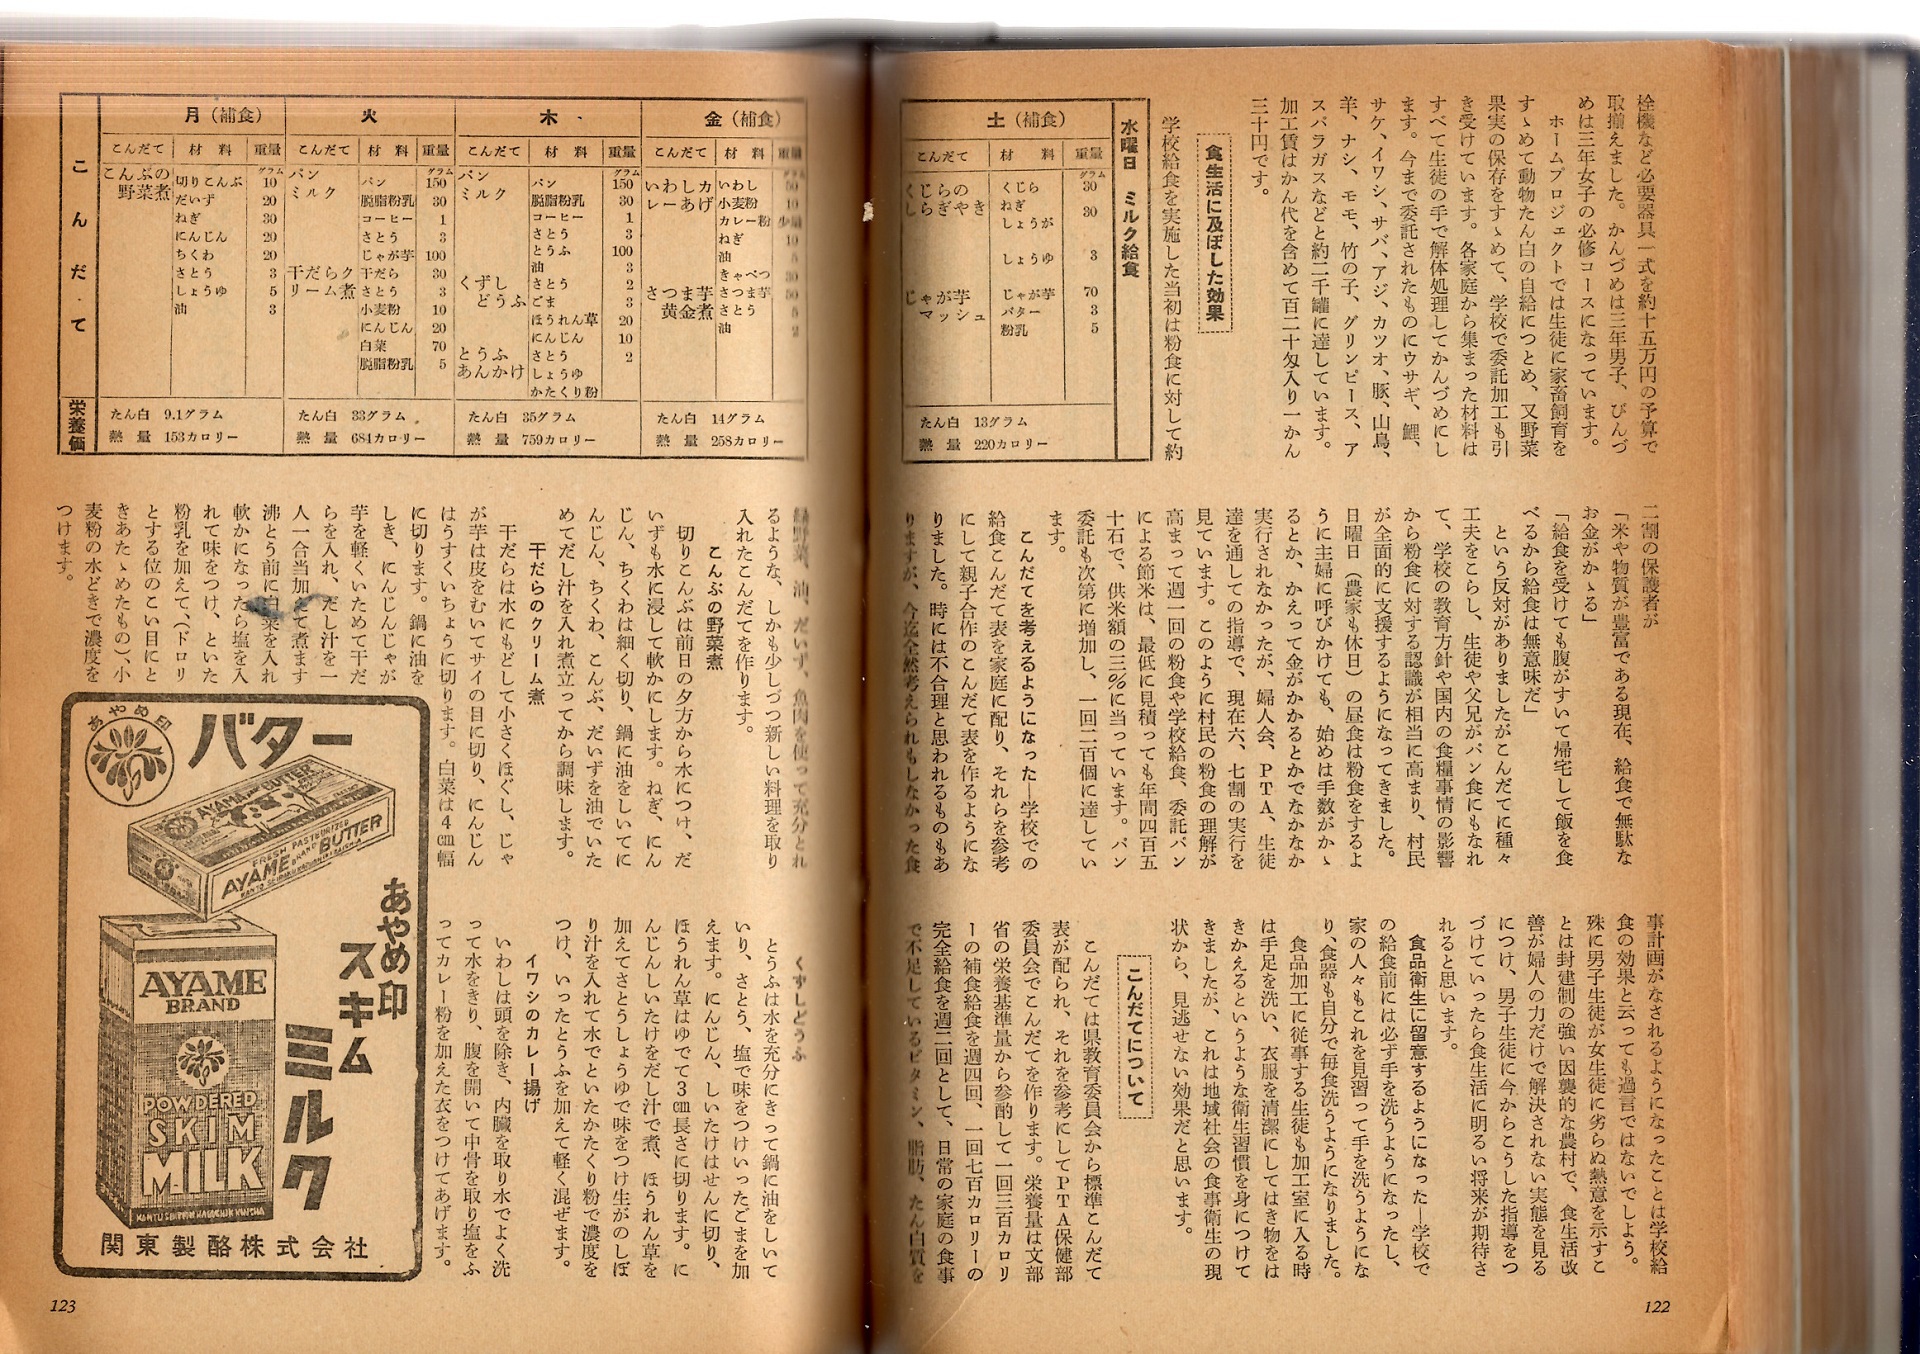 栓機など必要器具一式を約十五万円の予算で
取揃えました。かんづめは三年男子、びんづ
めは三年女子の必修コースになっています。
ホームプロジェクトでは生徒に家畜飼育を
すゝめて動物たん白の自給につとめ、又野菜
果実の保存をすゝめて、学校で委託加工も引
き受けています。各家庭から集まった材料は
すべて生徒の手で解体処理してかんづめにし
ます。今まで委託されたものにウサギ、鯉、
サケ、イワシ、サバ、アジ、カツオ、豚、山鳥、
羊、ナシ、モモ、竹の子、グリンピース、ア
スパラガスなどと約二千罐に達しています。
加工賃はかん代を含めて百二十匁入り一かん
三十円です。
食生活に及ぼした効果
学校給食を実施した当初は粉食に対して約
二割の保護者が
「米や物質が豊富である現在、給食で無駄な
お金がかゝる」
「給食を受けても腹がすいて帰宅して飯を食
べるから給食は無意味だ」
という反対がありましたがこんだてに種々
工夫をこらし、生徒や父兄がパン食にもなれ
て、学校の教育方針や国内の食糧事情の影響
から粉食に対する認識が相当に高まり、村民
が全面的に支援するようになってきました。
日曜日(農家も休日)の昼食は粉食をするよ
うに主婦に呼びかけても、始めは手数がかゝ
るとか、かえって金がかかるとかでなかなか
実行されなかったが、婦人会、PTA、生徒
達を通しての指導で、現在六、七割の実行を
見ています。このように村民の粉食の理解が
高まって週一回の粉食や学校給食、委託パン
による節米は、最低に見積っても年間四百五
十石で、供米額の三%に当っています。パン
委託も次第に増加し、一回二百個に達してい
ます。
こんだてを考えるようになった—学校での
給食こんだて表を家庭に配り、それらを参考
にして親子合作のこんだて表を作るようにな
りました。時には不合理と思われるものもあ
りますが、今迄全然考えられもしなかった食
事計画がなされるようになったことは学校給
食の効果と云っても過言ではないでしよう。
殊に男子生徒が女生徒に劣らぬ熱意を示すこ
とは封建制の強い因襲的な農村で、食生活改
善が婦人の力だけで解決されない実態を見る
につけ、男子生徒に今からこうした指導をつ
づけていったら食生活に明るい将来が期待さ
れると思います。
食品衛生に留意するようになった—学校で
の給食前には必ず手を洗うようになったし、
家の人々もこれを見習って手を洗うようにな
り、食器も自分で毎食洗うようになりました。
食品加工に従事する生徒も加工室に入る時
は手足を洗い、衣服を清潔にしてはき物をは
きかえるというような衛生習慣を身につけて
きましたが、これは地域社会の食事衛生の現
状から、見逃せない効果だと思います。
こんだてについて
こんだては県教育委員会から標準こんだて
表が配られ、それを参考にしてPTA保健部
委員会でこんだてを作ります。栄養量は文部
省の栄養基準量から参酌して一回三百カロリ
ーの補食給食を週四回、一回七百カロリーの
完全給食を週二回として、日常の家庭の食事
で不足しているビタミン、脂肪、たん白質を
水曜日 ミルク給食
土(補食)
こんだて 材料 重量
グラム
くじらの くじら 30
しらぎやき ねぎ 30
しょうが
しょうゆ 3
じゃが芋 じゃが芋 70
マッシュ バター 3
粉乳 5
たん白 13グラム
熱量 220カロリー
122
こんだて
栄養価
月(補食)
こんだて 材料 重量
グラム
こんぶの 切りこんぶ 10
野菜煮 だいず 20
ねぎ 30
にんじん 20
ちくわ 20
さとう 3
しょうゆ 5
油 3
たん白 9.1グラム
熱量 153カロリー
火
こんだて 材料 重量
グラム
パン パン 150
ミルク 脱脂粉乳 30
コーヒー 1
さとう 3
じゃが芋 100
干だらク 干だら 30
リーム煮 さとう 3
小麦粉 10
にんじん 20
白菜 70
脱脂粉乳 5
たん白 33グラム
熱量 684カロリー
木
こんだて 材料 重量
グラム
パン パン 150
ミルク 脱脂粉乳 30
コーヒー 1
さとう 3
とうふ 100
油 3
くずし さとう 2
どうふ ごま 3
ほうれん草 20
にんじん 10
とうふ さとう 2
あんかけ しょうゆ
かたくり粉
たん白 35グラム
熱量 759カロリー
金(補食)
こんだて 材料 重量
グラム
いわしカ いわし 50
レーあげ 小麦粉 10
カレー粉 少量
ねぎ 10
油 5
きゃべつ 30
さつま芋 さつま芋 50
黄金煮 さとう 5
油 2
たん白 14グラム
熱量 258カロリー
緑野菜、油、だいず、魚肉を使って充分とれ
るような、しかも少しづつ新しい料理を取り
入れたこんだてを作ります。
こんぶの野菜煮
切りこんぶは前日の夕方から水につけ、だ
いずも水に浸して軟かにします。ねぎ、にん
じん、ちくわは細く切り、鍋に油をしいてに
んじん、ちくわ、こんぶ、だいずを油でいた
めてだし汁を入れ煮立ってから調味します。
干だらのクリーム煮
干だらは水にもどして小さくほぐし、じゃ
が芋は皮をむいてサイの目に切り、にんじん
はうすくいちょうに切ります。白菜は4cm幅
に切ります。鍋に油を
しき、にんじんじゃが
芋を軽くいためて干だ
らを入れ、だし汁を一
人一合当加えて煮ます
沸とう前に白菜を入れ
軟かになったら塩を入
れて味をつけ、といた
粉乳を加えて、(ドロリ
とする位のこい目にと
きあたゝめたもの)、小
麦粉の水どきで濃度を
つけます。
くずしどうふ
とうふは水を充分にきって鍋に油をしいて
いり、さとう、塩で味をつけいったごまを加
えます。にんじん、しいたけはせんに切り、
ほうれん草はゆでて3cm長さに切ります。に
んじんしいたけをだし汁で煮、ほうれん草を
加えてさとうしょうゆで味をつけ生がのしぼ
り汁を入れて水でといたかたくり粉で濃度を
つけ、いったとうふを加えて軽く混ぜます。
イワシのカレー揚げ
いわしは頭を除き、内臓を取り水でよく洗
って水をきり、腹を開いて中骨を取り塩をふ
ってカレー粉を加えた衣をつけてあげます。
あやめ印
バター
AYAME BUTTER
FRESH PASTEURIZED
AYAME BRAND BUTTER
あやめ印
スキム
ミルク
AYAME
BRAND
POWDERED
SKIM
MILK
関東製酪株式会社
123